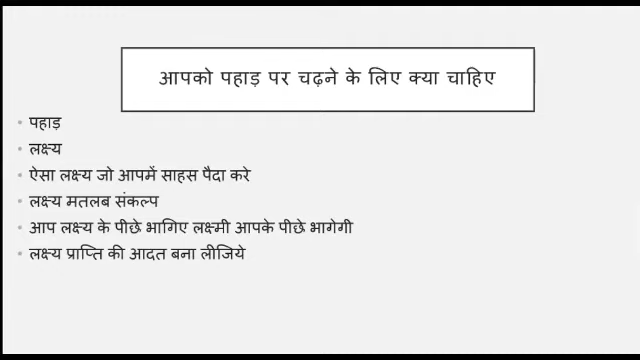 आपको पहाड़ पर चढ़ने के लिए क्या चाहिए
• पहाड़
• लक्ष्य
• ऐसा लक्ष्य जो आपमें साहस पैदा करे
• लक्ष्य मतलब संकल्प
• आप लक्ष्य के पीछे भागिए लक्ष्मी आपके पीछे भागेगी
• लक्ष्य प्राप्ति की आदत बना लीजिये